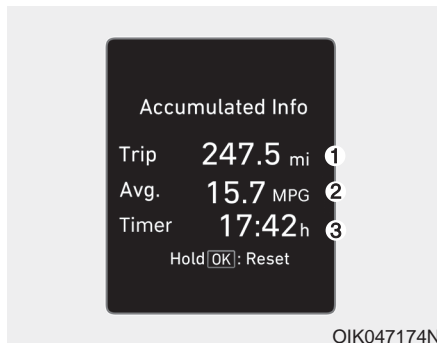 Accumulated Info
Trip 247.5 mi ①
Avg. 15.7 MPG ②
Timer 17:42h ③
Hold OK : Reset
OIK047174N